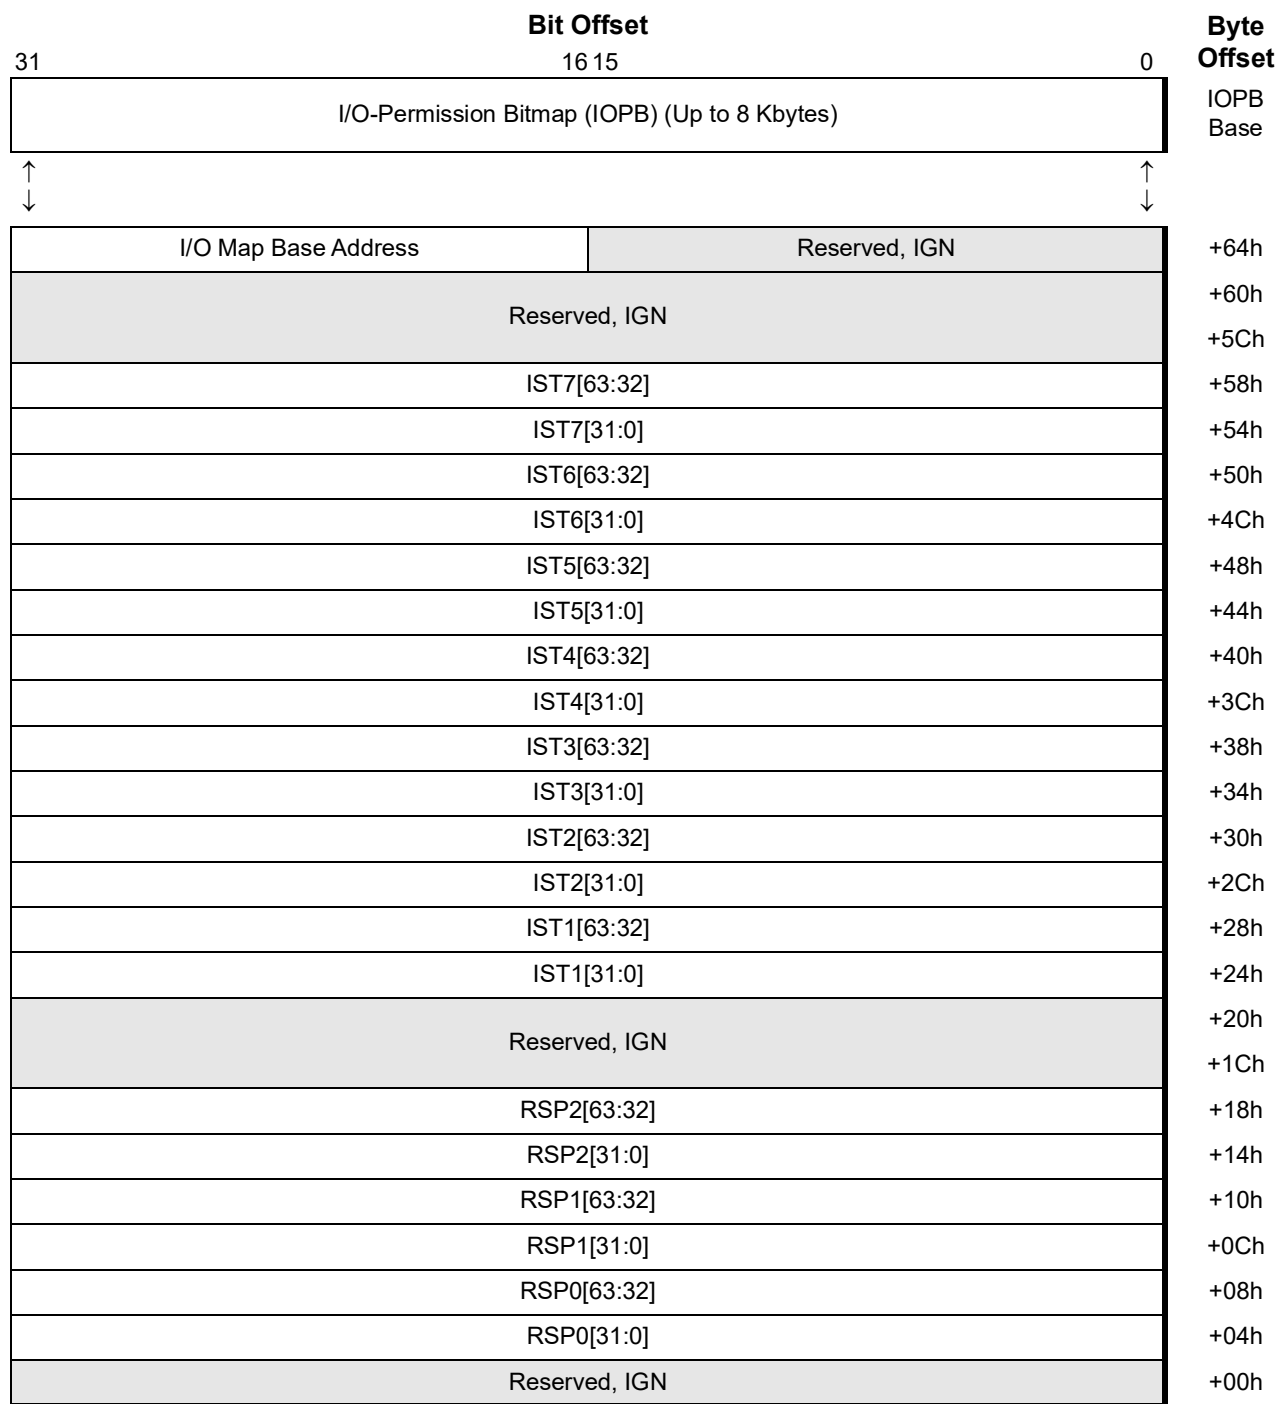 Bit Offset
Byte
Offset
31 16 15 0
I/O-Permission Bitmap (IOPB) (Up to 8 Kbytes)
IOPB
Base
↑ ↑
↓ ↓
I/O Map Base Address Reserved, IGN +64h
+60h
Reserved, IGN
+5Ch
IST7[63:32] +58h
IST7[31:0] +54h
IST6[63:32] +50h
IST6[31:0] +4Ch
IST5[63:32] +48h
IST5[31:0] +44h
IST4[63:32] +40h
IST4[31:0] +3Ch
IST3[63:32] +38h
IST3[31:0] +34h
IST2[63:32] +30h
IST2[31:0] +2Ch
IST1[63:32] +28h
IST1[31:0] +24h
+20h
Reserved, IGN
+1Ch
RSP2[63:32] +18h
RSP2[31:0] +14h
RSP1[63:32] +10h
RSP1[31:0] +0Ch
RSP0[63:32] +08h
RSP0[31:0] +04h
Reserved, IGN +00h